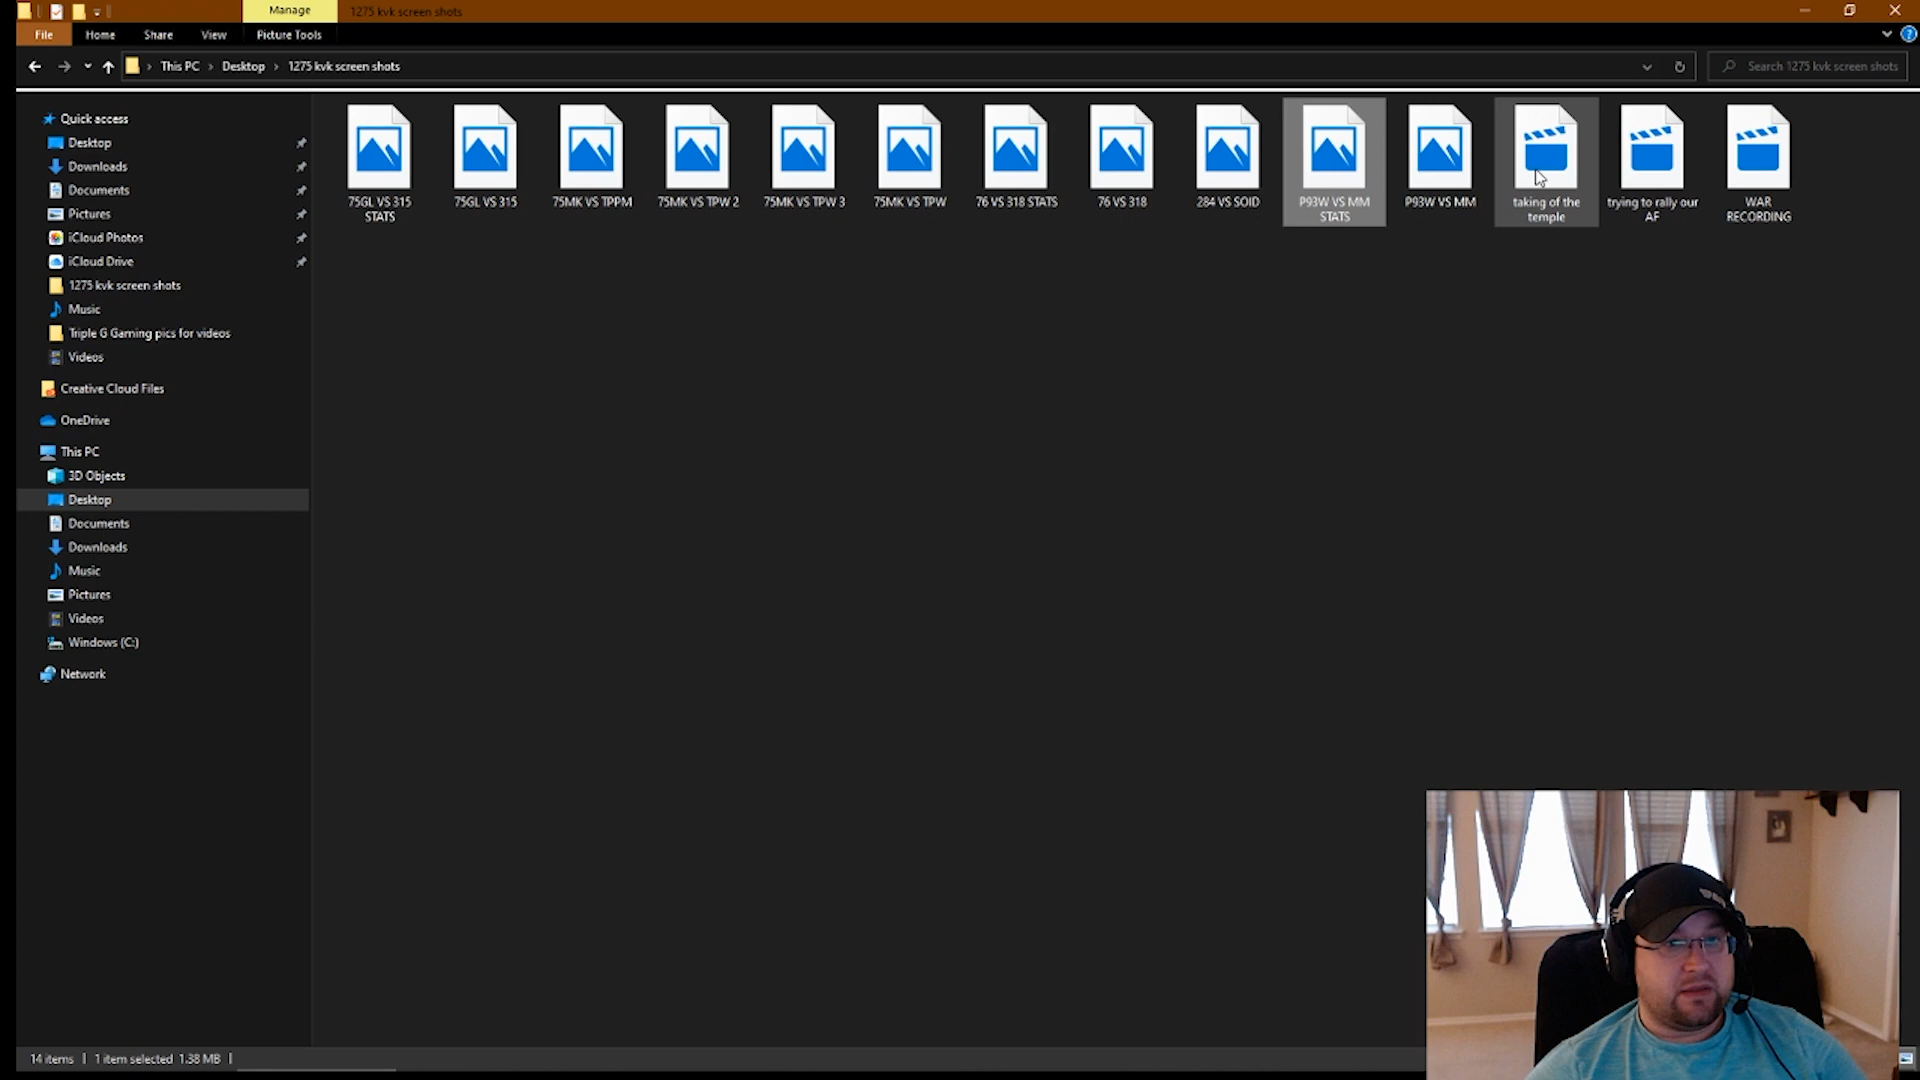 Manage
1275 kvk screen shots
File
Home
Share
View
Picture Tools
This PC
Desktop
1275 kvk screen shots
Search 1275 kvk screen shots
Quick access
Desktop
Downloads
Documents
Pictures
iCloud Photos
iCloud Drive
1275 kvk screen shots
Music
Triple G Gaming pics for videos
Videos
Creative Cloud Files
OneDrive
This PC
3D Objects
Desktop
Documents
Downloads
Music
Pictures
Videos
Windows (C:)
Network
75GL VS 315
STATS
75GL VS 315
75MK VS TPPM
75MK VS TPW 2
75MK VS TPW 3
75MK VS TPW
76 VS 318 STATS
76 VS 318
284 VS SOID
P93W VS MM
STATS
P93W VS MM
taking of the
temple
trying to rally our
AF
WAR
RECORDING
14 items
1 item selected 1.38 MB